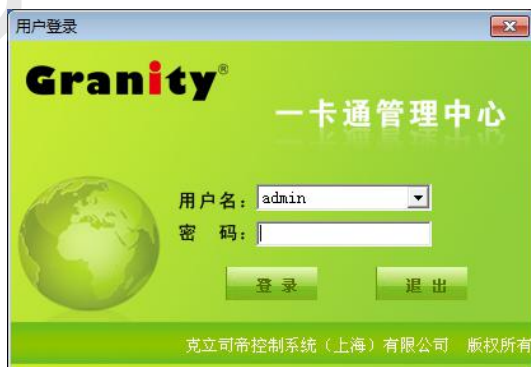 用户登录
Granity®
一卡通管理中心
用户名: admin
密 码:
登 录 退 出
克立司帝控制系统（上海）有限公司 版权所有